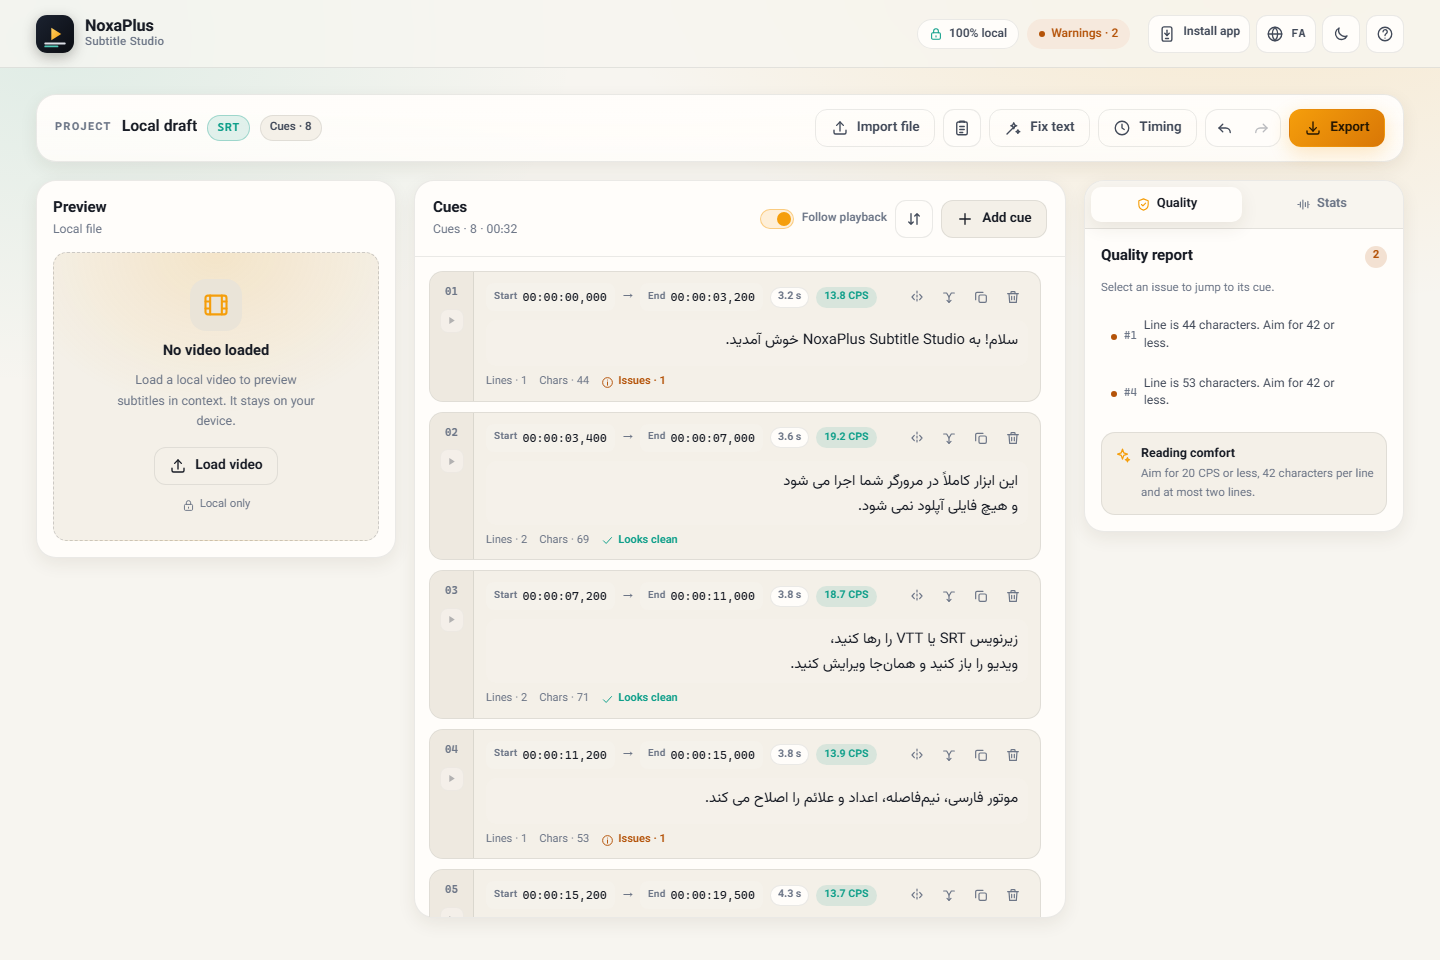 NoxaPlus
Subtitle Studio
100% local
Warnings · 2
Install app
FA
PROJECT
Local draft
SRT
Cues · 8
Import file
Fix text
Timing
Export
Preview
Local file
No video loaded
Load a local video to preview
subtitles in context. It stays on your
device.
Load video
Local only
Cues
Cues · 8 · 00:32
Follow playback
Add cue
01
Start 00:00:00,000 → End 00:00:03,200 3.2 s 13.8 CPS
سلام! به NoxaPlus Subtitle Studio خوش آمدید.
Lines · 1 Chars · 44 Issues · 1
02
Start 00:00:03,400 → End 00:00:07,000 3.6 s 19.2 CPS
این ابزار کاملاً در مرورگر شما اجرا می شود
و هیچ فایلی آپلود نمی شود.
Lines · 2 Chars · 69 Looks clean
03
Start 00:00:07,200 → End 00:00:11,000 3.8 s 18.7 CPS
زیرنویس SRT یا VTT را رها کنید،
ویدیو را باز کنید و همان‌جا ویرایش کنید.
Lines · 2 Chars · 71 Looks clean
04
Start 00:00:11,200 → End 00:00:15,000 3.8 s 13.9 CPS
موتور فارسی، نیم‌فاصله، اعداد و علائم را اصلاح می کند.
Lines · 1 Chars · 53 Issues · 1
05
Start 00:00:15,200 → End 00:00:19,500 4.3 s 13.7 CPS
Quality
Stats
Quality report
2
Select an issue to jump to its cue.
#1 Line is 44 characters. Aim for 42 or
less.
#4 Line is 53 characters. Aim for 42 or
less.
Reading comfort
Aim for 20 CPS or less, 42 characters per line
and at most two lines.